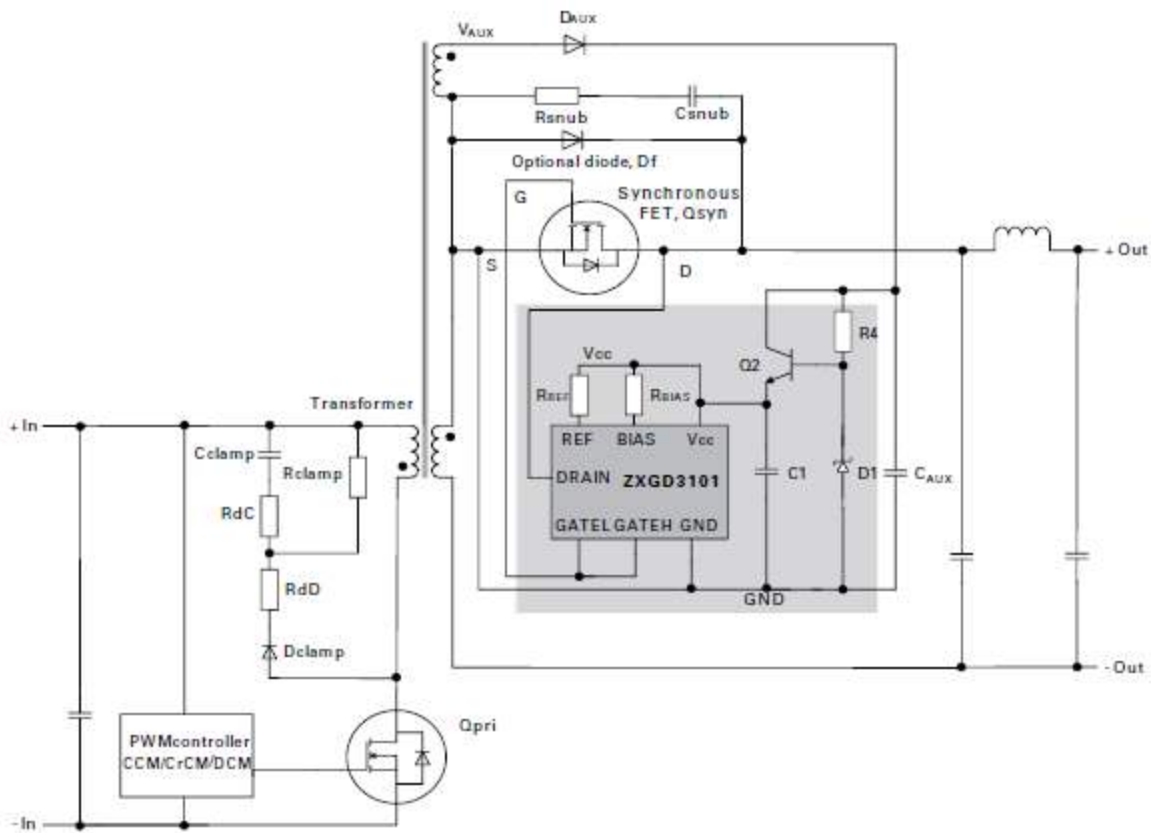 DAUX
VAUX
Rsnub
Csnub
Optional diode, Df
G
Synchronous
FET, Qsyn
S
D
+ Out
R4
Q2
Vcc
RREF
RBIAS
Transformer
+ In
REF BIAS Vcc
Cclamp
Rclamp
DRAIN ZXGD3101
C1
D1
CAUX
RdC
GATEL GATEH GND
RdD
GND
Dclamp
- Out
Qpri
PWMcontroller
CCM/CrCM/DCM
- In